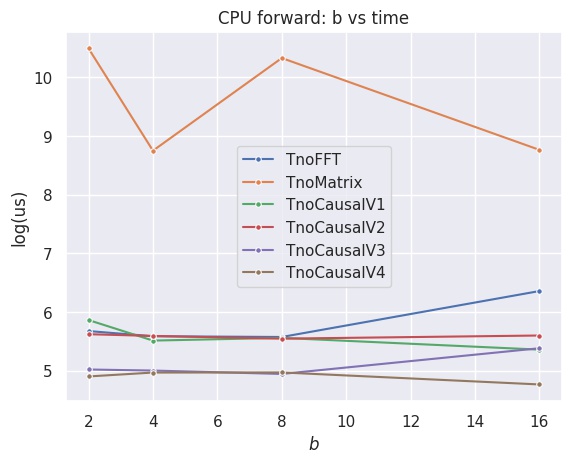 CPU forward: b vs time
log(us)
10
9
8
7
6
5
TnoFFT
TnoMatrix
TnoCausalV1
TnoCausalV2
TnoCausalV3
TnoCausalV4
2 4 6 8 10 12 14 16
b